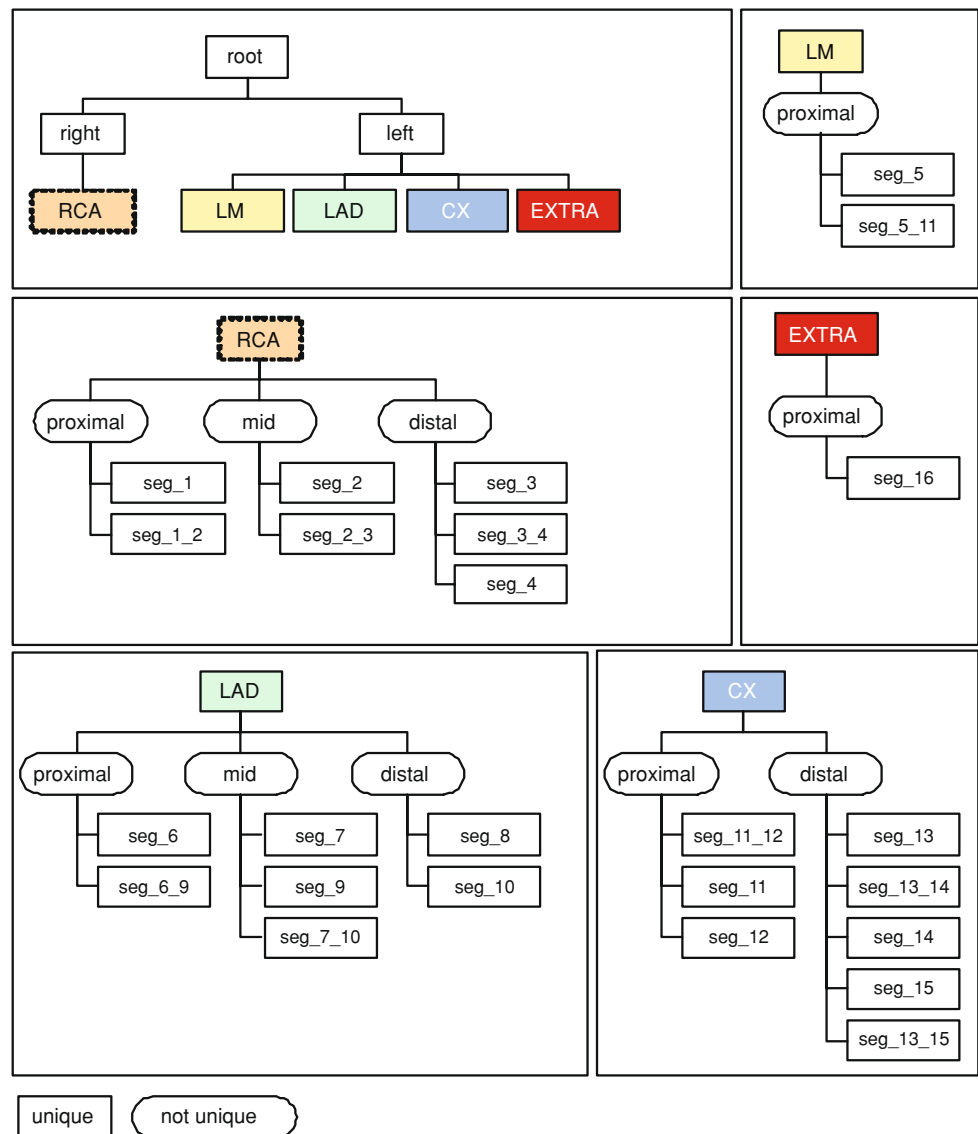 root
right
left
RCA
LM
LAD
CX
EXTRA
LM
proximal
seg_5
seg_5_11
RCA
proximal
mid
distal
seg_1
seg_2
seg_3
seg_1_2
seg_2_3
seg_3_4
seg_4
EXTRA
proximal
seg_16
LAD
proximal
mid
distal
seg_6
seg_7
seg_8
seg_6_9
seg_9
seg_10
seg_7_10
CX
proximal
distal
seg_11_12
seg_13
seg_11
seg_13_14
seg_12
seg_14
seg_15
seg_13_15
unique
not unique